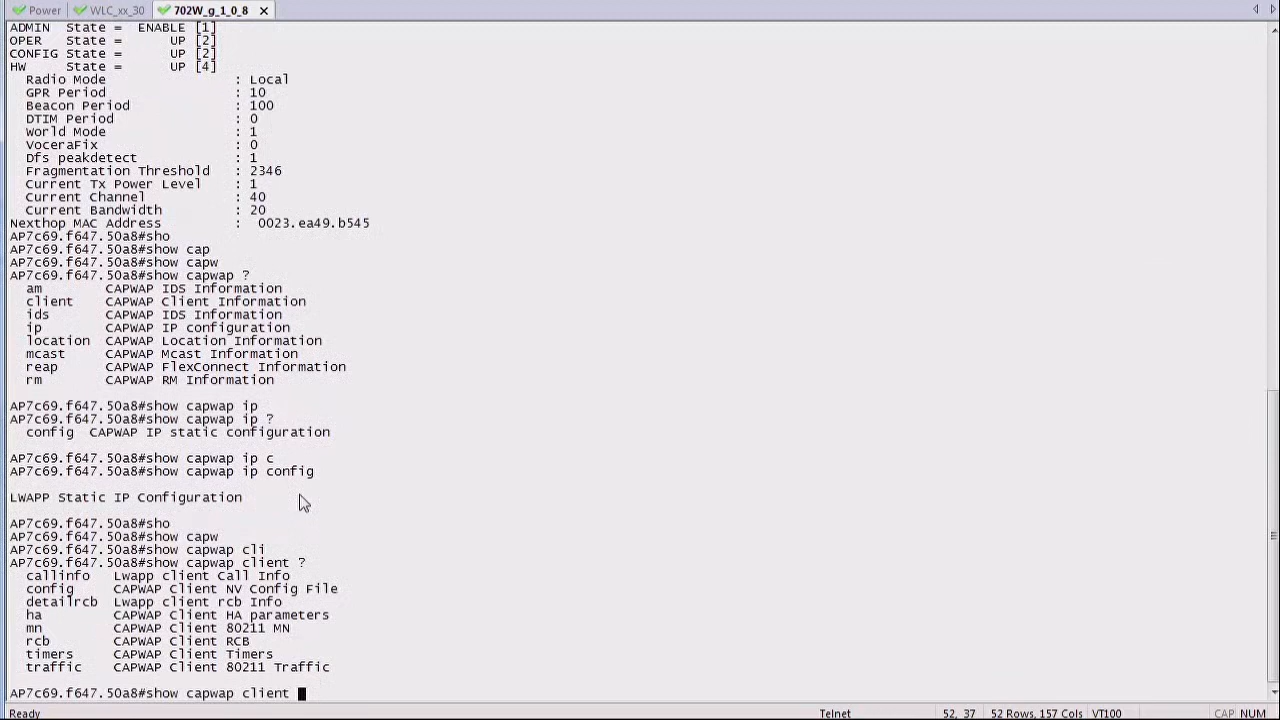 Power WLC_xx_30 702W_g_1_0_8
ADMIN State = ENABLE [1]
OPER State = UP [2]
CONFIG State = UP [2]
HW State = UP [4]
Radio Mode : Local
GPR Period : 10
Beacon Period : 100
DTIM Period : 0
World Mode : 1
VoceraFix : 0
Dfs peakdetect : 1
Fragmentation Threshold : 2346
Current Tx Power Level : 1
Current Channel : 40
Current Bandwidth : 20
Nexthop MAC Address : 0023.ea49.b545
AP7c69.f647.50a8#sho
AP7c69.f647.50a8#show cap
AP7c69.f647.50a8#show capw
AP7c69.f647.50a8#show capwap ?
am CAPWAP IDS Information
client CAPWAP Client Information
ids CAPWAP IDS Information
ip CAPWAP IP configuration
location CAPWAP Location Information
mcast CAPWAP Mcast Information
reap CAPWAP FlexConnect Information
rm CAPWAP RM Information
AP7c69.f647.50a8#show capwap ip
AP7c69.f647.50a8#show capwap ip ?
config CAPWAP IP static configuration
AP7c69.f647.50a8#show capwap ip c
AP7c69.f647.50a8#show capwap ip config
LWAPP Static IP Configuration
AP7c69.f647.50a8#sho
AP7c69.f647.50a8#show capw
AP7c69.f647.50a8#show capwap cli
AP7c69.f647.50a8#show capwap client ?
callinfo Lwapp client Call Info
config CAPWAP Client NV Config File
detailrcb Lwapp client rcb Info
ha CAPWAP Client HA parameters
mn CAPWAP Client 80211 MN
rcb CAPWAP Client RCB
timers CAPWAP Client Timers
traffic CAPWAP Client 80211 Traffic
AP7c69.f647.50a8#show capwap client
Ready Telnet 52, 37 52 Rows, 157 Cols VT100 CAP NUM